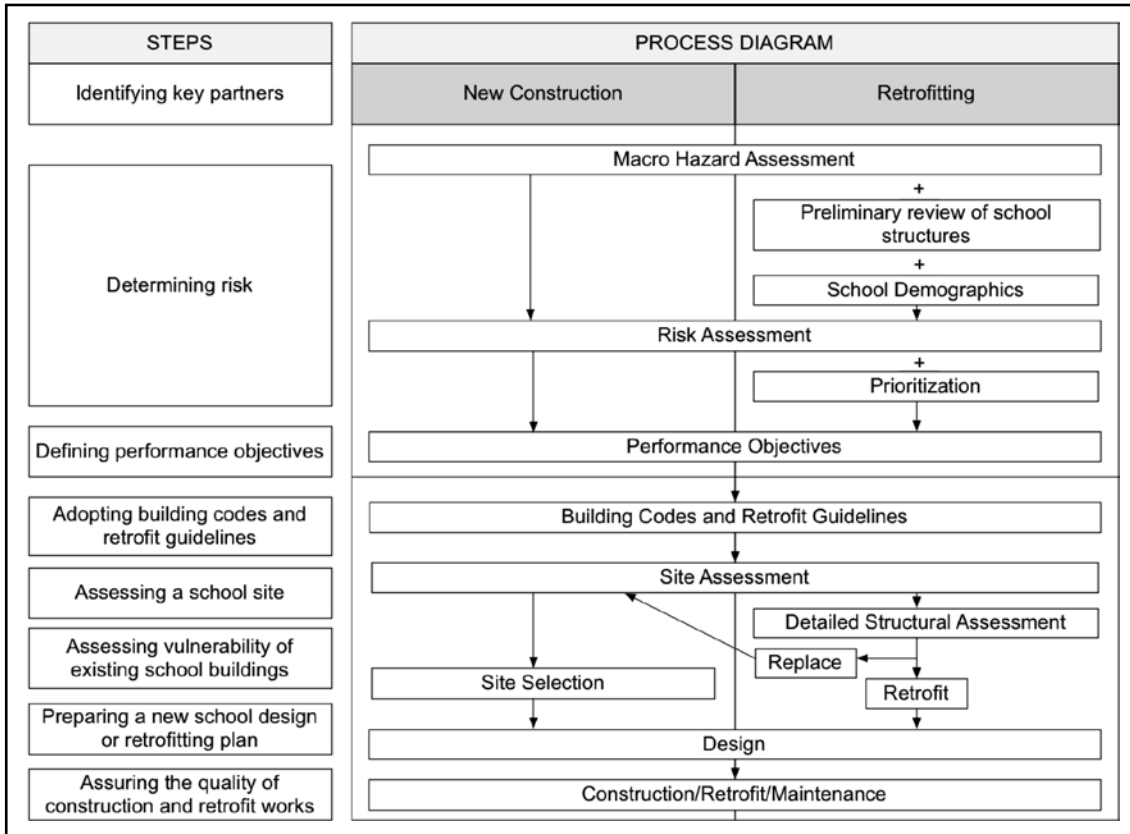 STEPS
Identifying key partners
Determining risk
Defining performance objectives
Adopting building codes and
retrofit guidelines
Assessing a school site
Assessing vulnerability of
existing school buildings
Preparing a new school design
or retrofitting plan
Assuring the quality of
construction and retrofit works
PROCESS DIAGRAM
New Construction
Retrofitting
Macro Hazard Assessment
+
Preliminary review of school
structures
+
School Demographics
Risk Assessment
+
Prioritization
Performance Objectives
Building Codes and Retrofit Guidelines
Site Assessment
Detailed Structural Assessment
Replace
Site Selection
Retrofit
Design
Construction/Retrofit/Maintenance